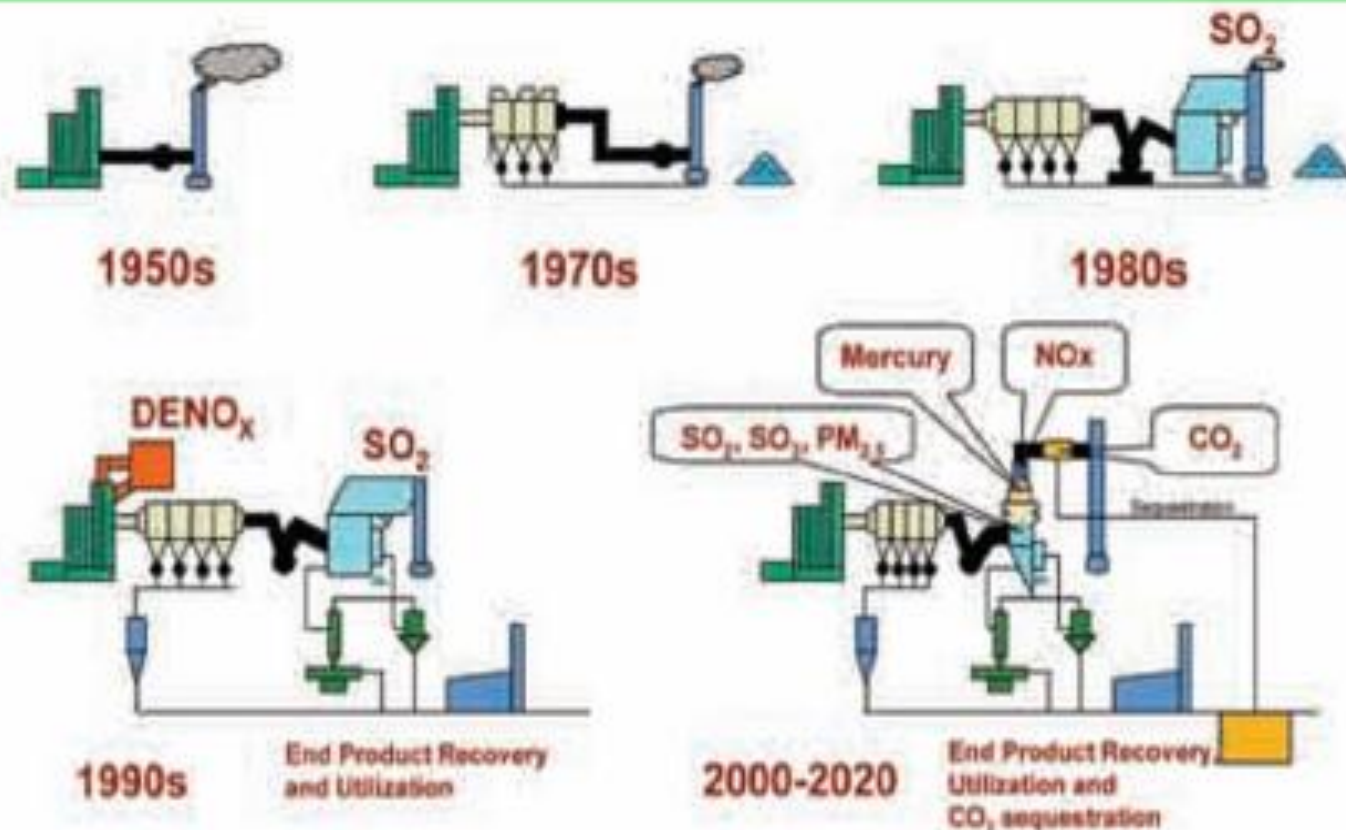 SO₂
1950s
1970s
1980s
Mercury
NOx
DENOₓ
SO₂
SO₂, SO₃, PM₂.₅
CO₂
Sequestration
1990s
End Product Recovery
and Utilization
2000-2020
End Product Recovery,
Utilization and
CO₂ sequestration